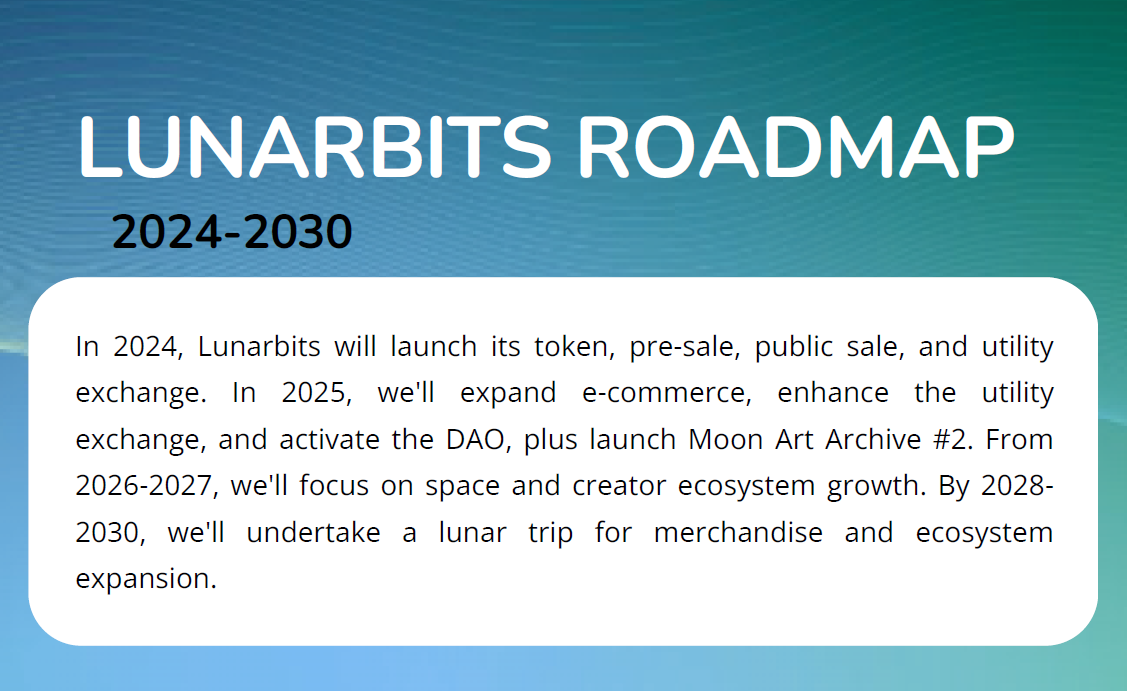 LUNARBITS ROADMAP
2024-2030
In 2024, Lunarbits will launch its token, pre-sale, public sale, and utility
exchange. In 2025, we'll expand e-commerce, enhance the utility
exchange, and activate the DAO, plus launch Moon Art Archive #2. From
2026-2027, we'll focus on space and creator ecosystem growth. By 2028-
2030, we'll undertake a lunar trip for merchandise and ecosystem
expansion.